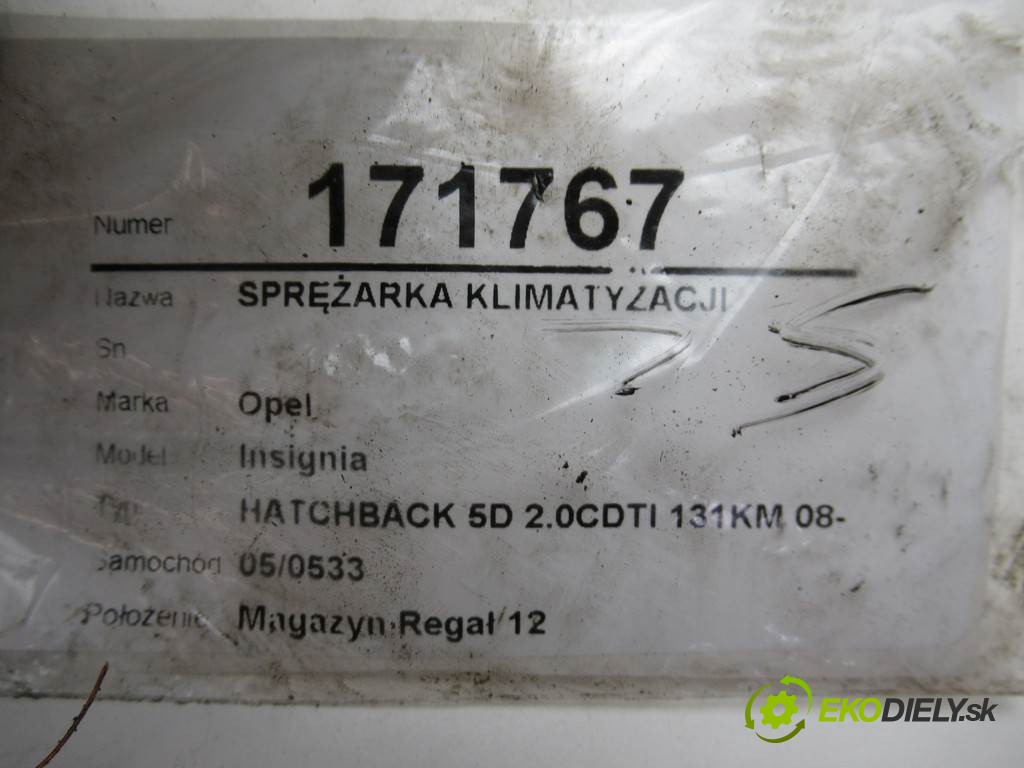 Numer 171767
Nazwa SPRĘŻARKA KLIMATYZACJI
Sn
Marka Opel
Model Insignia
Typ HATCHBACK 5D 2.0CDTI 131KM 08-
Samochód 05/0533
Położenie Magazyn/Regał/12
EKODIELY.sk